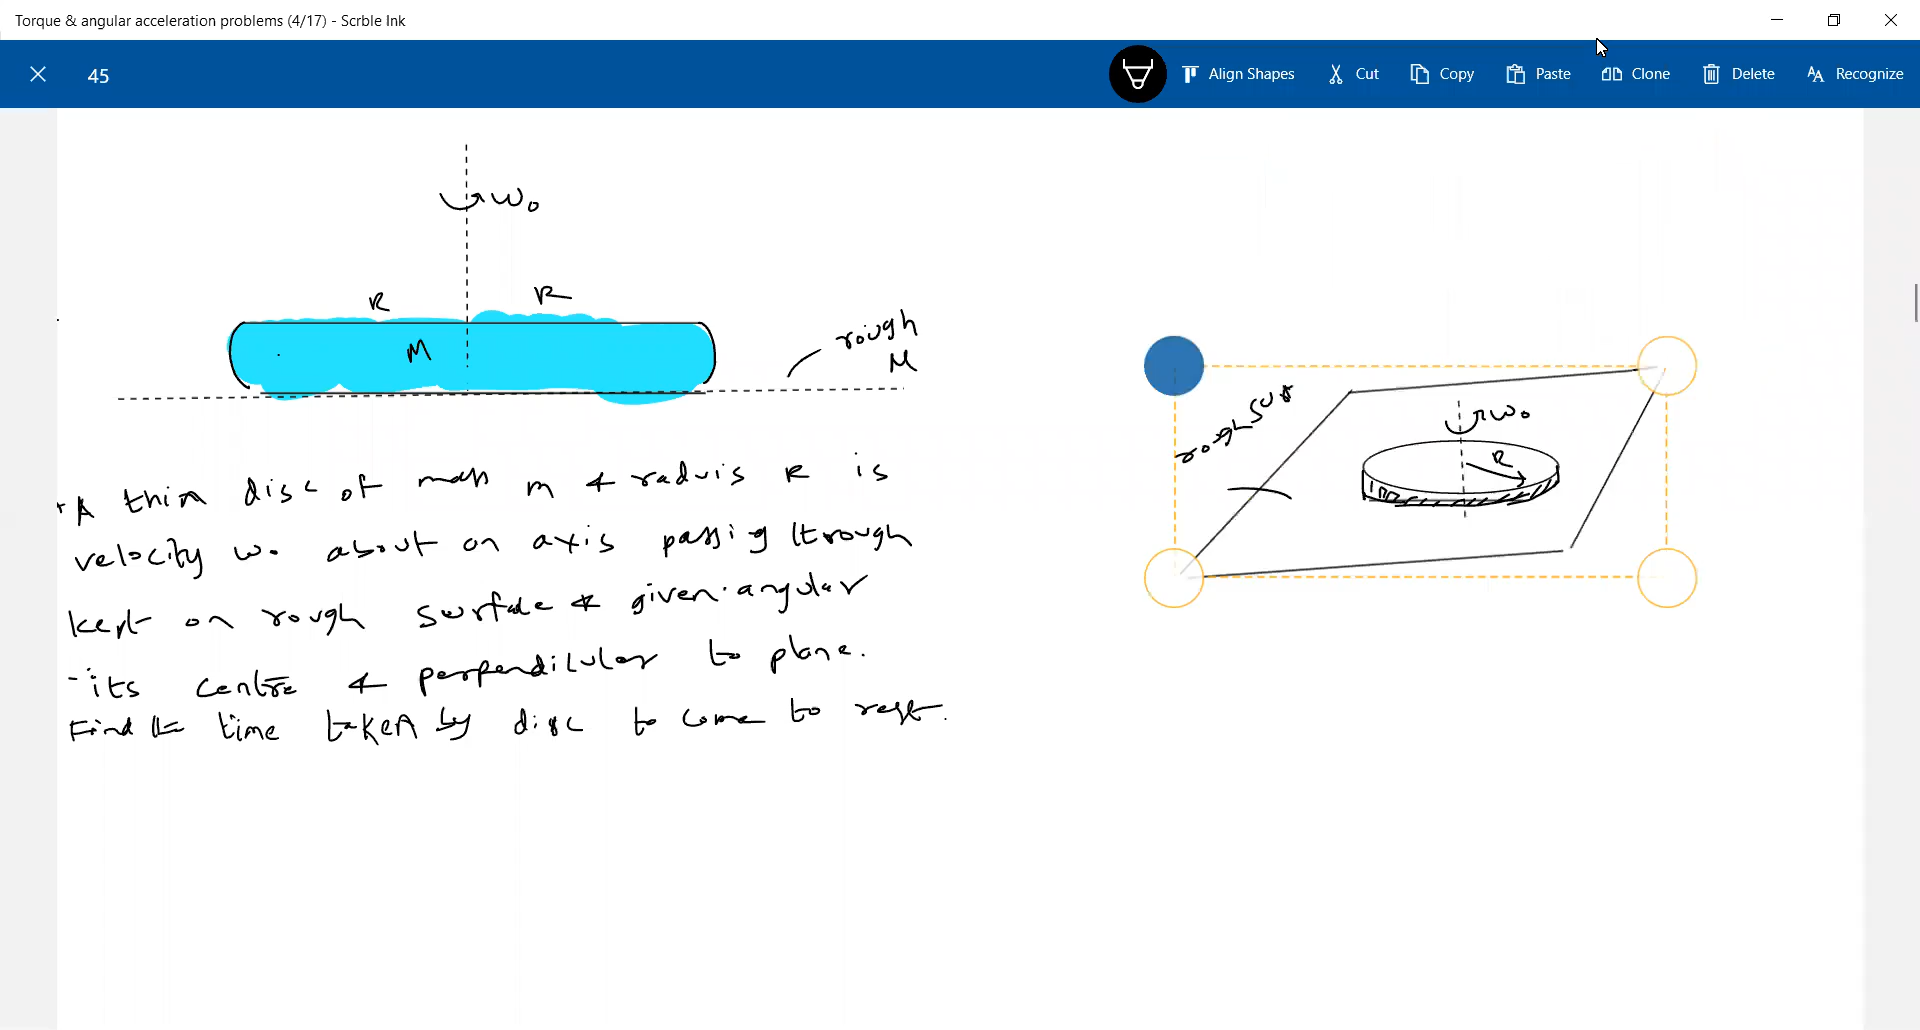 Torque & angular acceleration problems (4/17) - Scrble Ink
45
Align Shapes
Cut
Copy
Paste
Clone
Delete
Recognize
ω₀
R R
M
rough
μ
rough sur
ω₀
R
A thin disc of mass m & radius R is
velocity ω₀ about an axis passing through
kept on rough surface & given angular
its centre & perpendicular to plane.
Find the time taken by disc to come to rest.